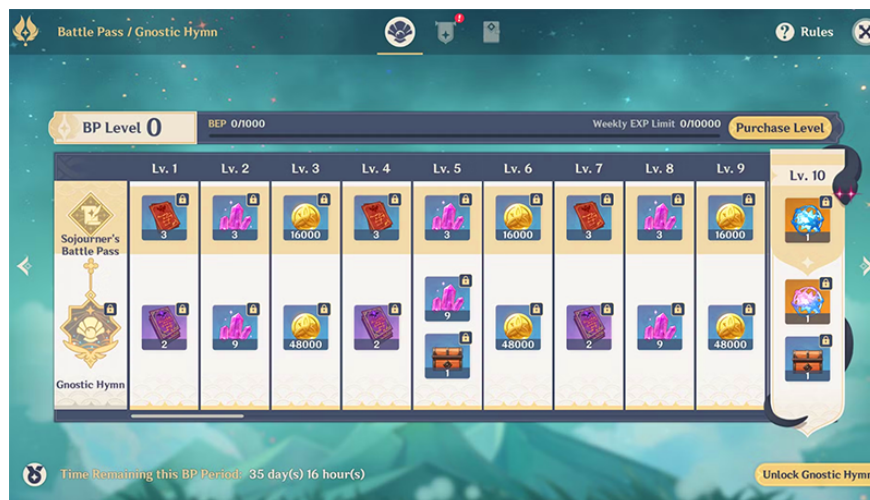 Battle Pass / Gnostic Hymn
? Rules
BP Level 0
BEP 0/1000
Weekly EXP Limit 0/10000
Purchase Level
Lv. 1 Lv. 2 Lv. 3 Lv. 4 Lv. 5 Lv. 6 Lv. 7 Lv. 8 Lv. 9 Lv. 10
Sojourner's
Battle Pass
3 3 16000 3 3 16000 3 3 16000 1
Gnostic Hymn
2 9 48000 2 9 48000 2 9 48000 1
1 1
Time Remaining this BP Period: 35 day(s) 16 hour(s)
Unlock Gnostic Hymn